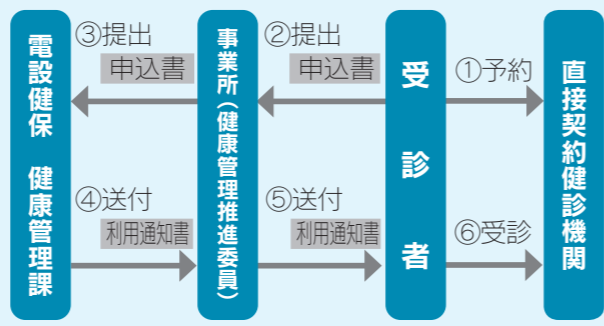 電設健保 健康管理課
③提出
申込書
④送付
利用通知書
事業所(健康管理推進委員)
②提出
申込書
⑤送付
利用通知書
受診者
①予約
⑥受診
直接契約健診機関